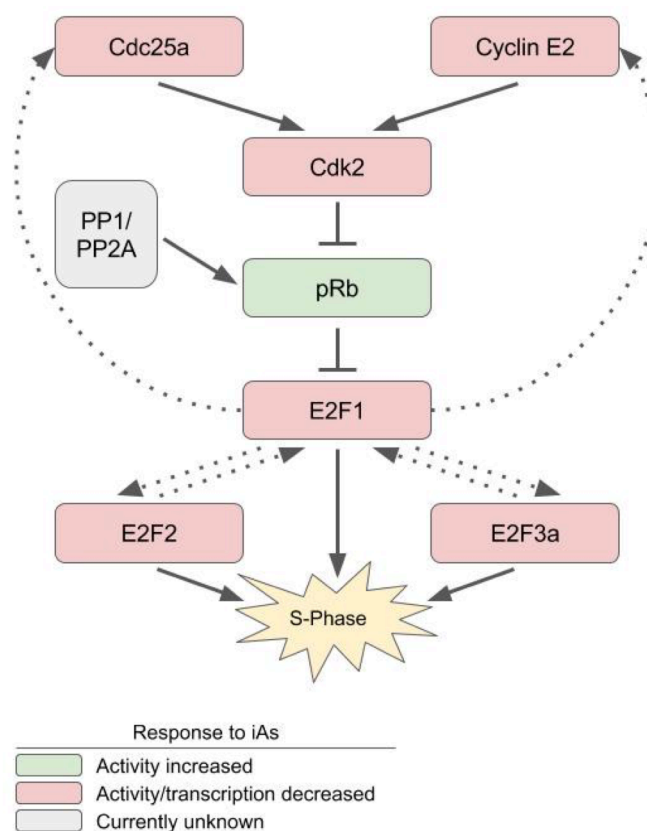 Cdc25a
Cyclin E2
Cdk2
PP1/
PP2A
pRb
E2F1
E2F2
E2F3a
S-Phase
Response to iAs
Activity increased
Activity/transcription decreased
Currently unknown